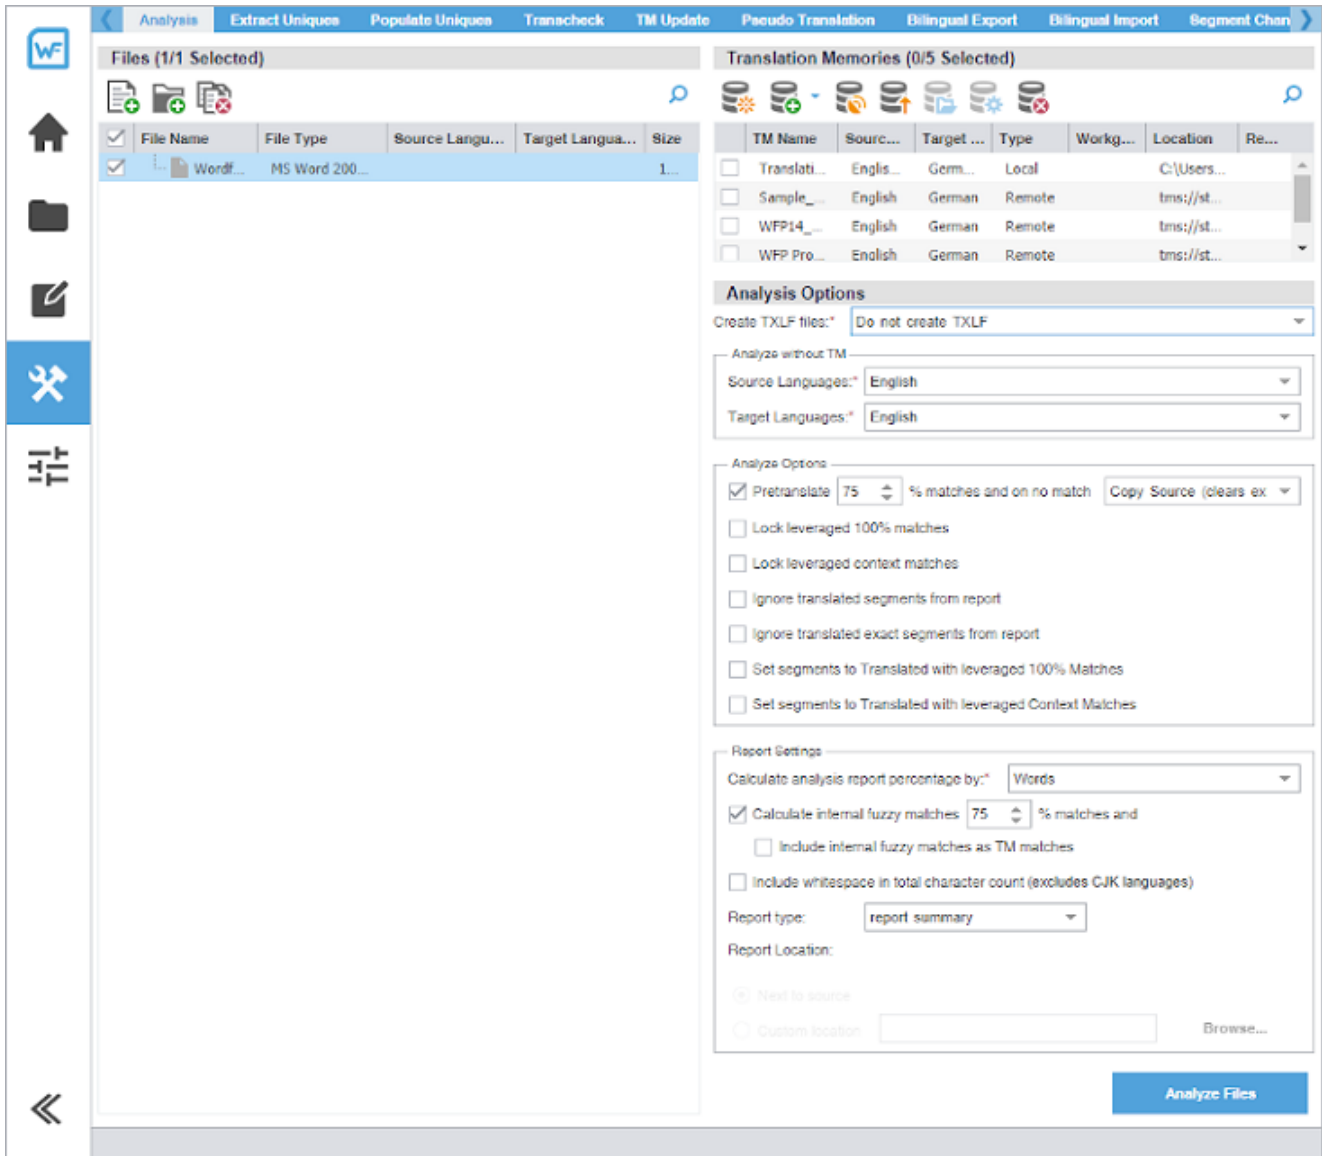 WF
Analysis Extract Uniques Populate Uniques Transcheck TM Update Pseudo Translation Bilingual Export Bilingual Import Segment Chan
Files (1/1 Selected)
File Name File Type Source Langu... Target Langua... Size
Wordf... MS Word 200... 1...
Translation Memories (0/5 Selected)
TM Name Sourc... Target ... Type Workg... Location Re...
Translati... Englis... Germ... Local C:\Users...
Sample_... English German Remote tms://st...
WFP14_... English German Remote tms://st...
WFP Pro... English German Remote tms://st...
Analysis Options
Create TXLF files:* Do not create TXLF
Analyze without TM
Source Languages:* English
Target Languages:* English
Analyze Options
Pretranslate 75 % matches and on no match Copy Source (clears ex
Lock leveraged 100% matches
Lock leveraged context matches
Ignore translated segments from report
Ignore translated exact segments from report
Set segments to Translated with leveraged 100% Matches
Set segments to Translated with leveraged Context Matches
Report Settings
Calculate analysis report percentage by:* Words
Calculate internal fuzzy matches 75 % matches and
Include internal fuzzy matches as TM matches
Include whitespace in total character count (excludes CJK languages)
Report type: report summary
Report Location:
Next to source
Custom location Browse...
Analyze Files